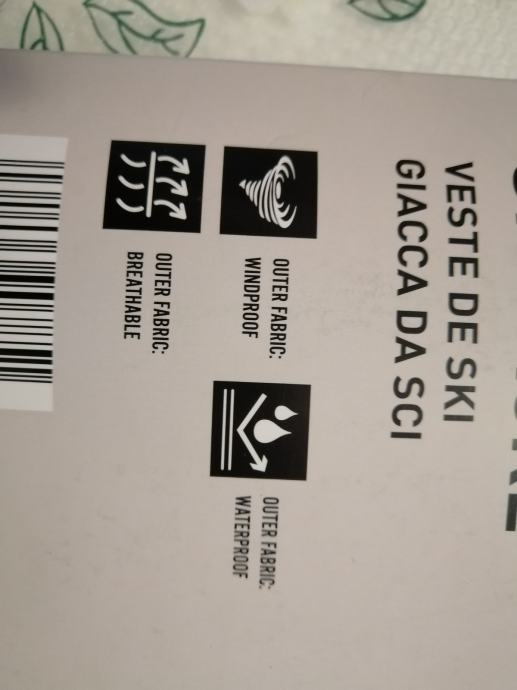 VESTE DE SKI
GIACCA DA SCI
OUTER FABRIC:
WINDPROOF
OUTER FABRIC:
WATERPROOF
OUTER FABRIC:
BREATHABLE